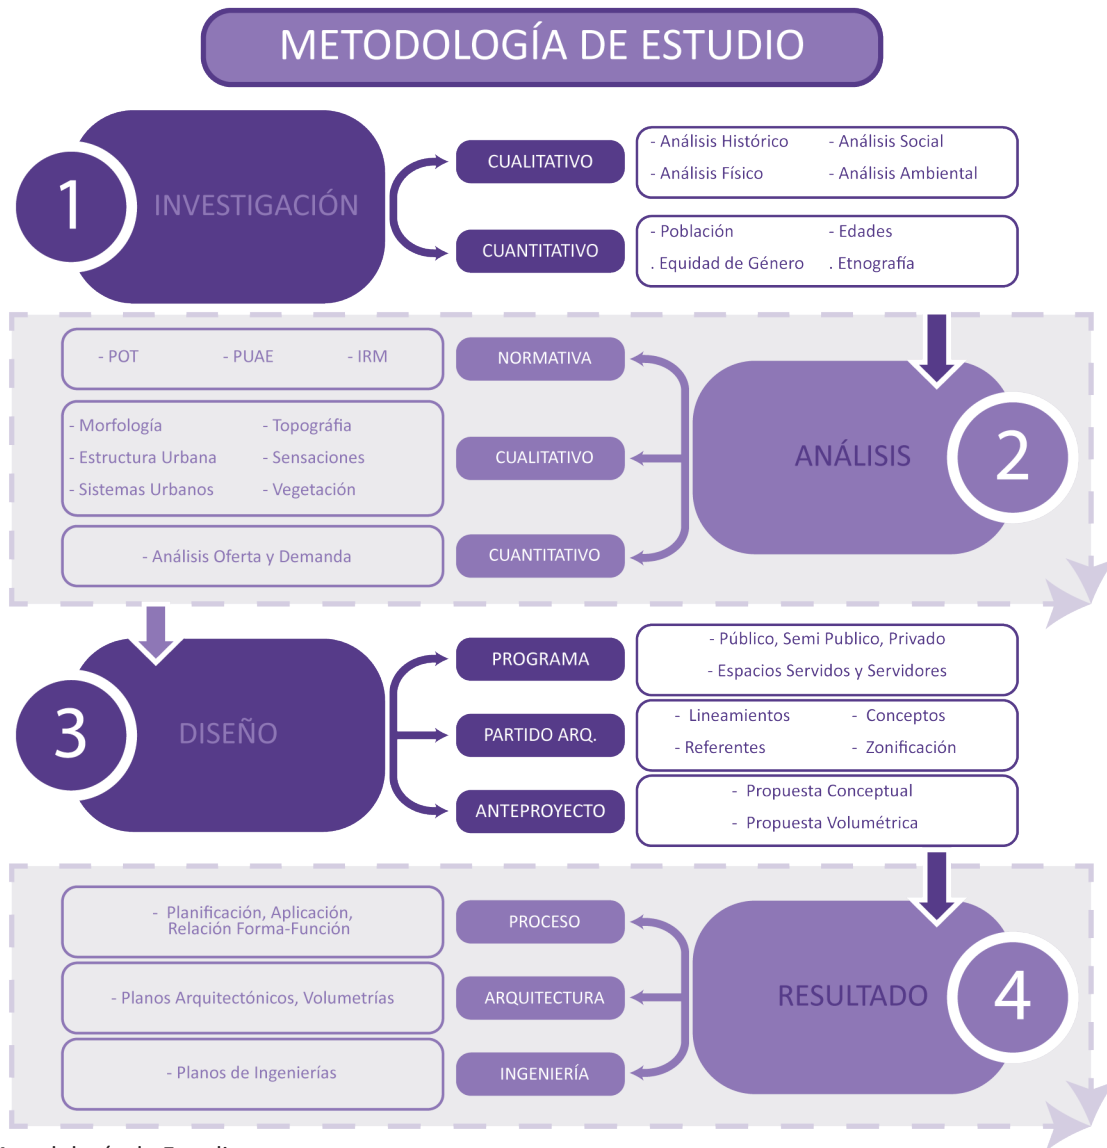 METODOLOGÍA DE ESTUDIO
1
INVESTIGACIÓN
CUALITATIVO
- Análisis Histórico - Análisis Social
- Análisis Físico - Análisis Ambiental
CUANTITATIVO
- Población - Edades
. Equidad de Género . Etnografía
2
ANÁLISIS
NORMATIVA
- POT - PUAE - IRM
CUALITATIVO
- Morfología - Topográfia
- Estructura Urbana - Sensaciones
- Sistemas Urbanos - Vegetación
CUANTITATIVO
- Análisis Oferta y Demanda
3
DISEÑO
PROGRAMA
- Público, Semi Publico, Privado
- Espacios Servidos y Servidores
PARTIDO ARQ.
- Lineamientos - Conceptos
- Referentes - Zonificación
ANTEPROYECTO
- Propuesta Conceptual
- Propuesta Volumétrica
4
RESULTADO
PROCESO
- Planificación, Aplicación,
Relación Forma-Función
ARQUITECTURA
- Planos Arquitectónicos, Volumetrías
INGENIERÍA
- Planos de Ingenierías